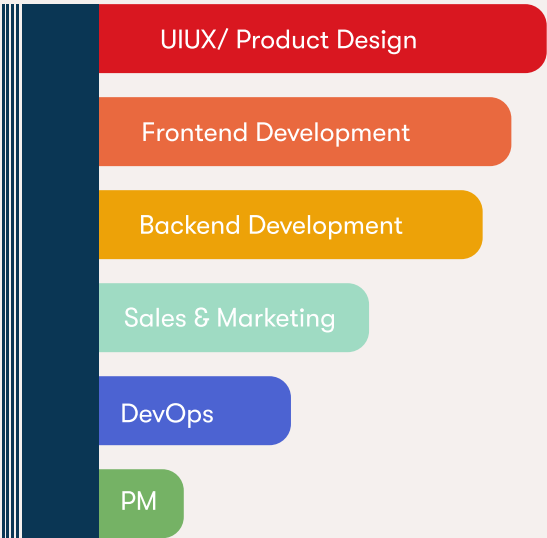 UIUX/ Product Design
Frontend Development
Backend Development
Sales & Marketing
DevOps
PM